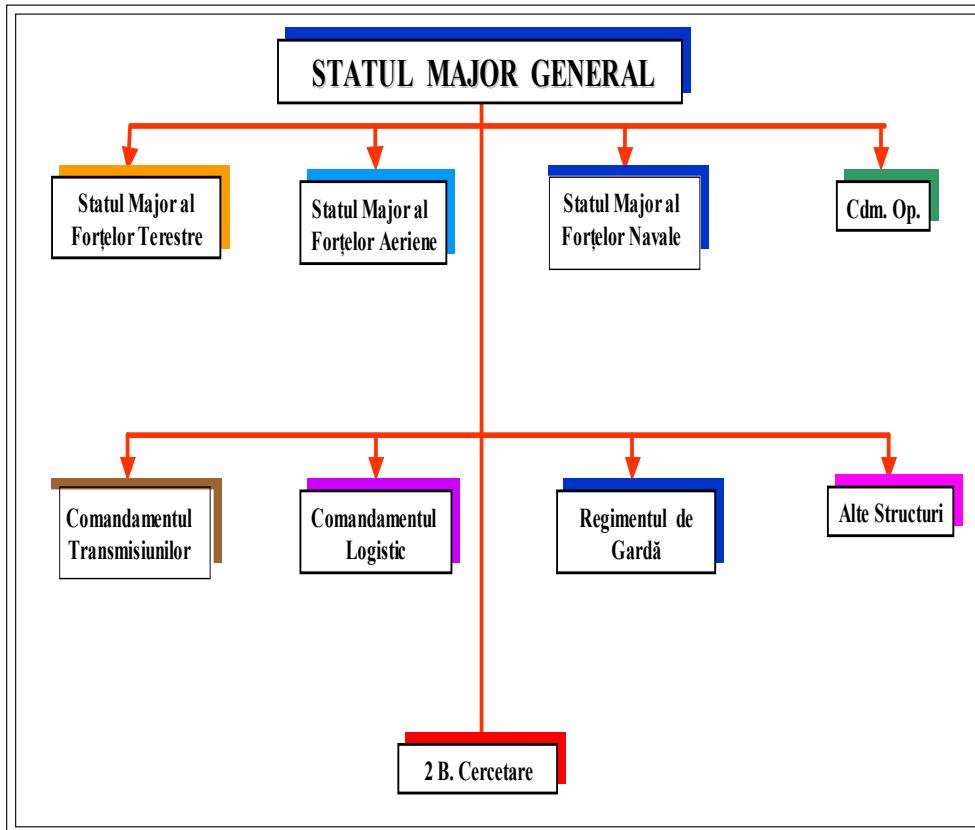 STATUL MAJOR GENERAL
Statul Major al
Forțelor Terestre
Statul Major al
Forțelor Aeriene
Statul Major al
Forțelor Navale
Cdm. Op.
Comandamentul
Transmisiunilor
Comandamentul
Logistic
Regimentul de
Gardă
Alte Structuri
2 B. Cercetare